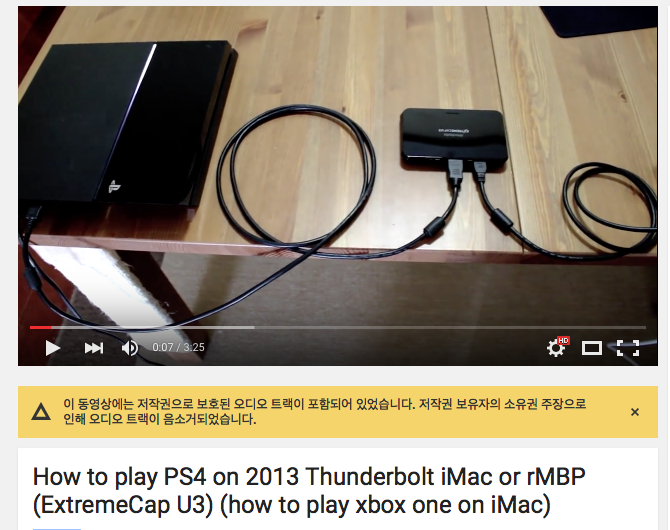 0:07 / 3:25
HD
이 동영상에는 저작권으로 보호된 오디오 트랙이 포함되어 있었습니다. 저작권 보유자의 소유권 주장으로
인해 오디오 트랙이 음소거되었습니다.
How to play PS4 on 2013 Thunderbolt iMac or rMBP
(ExtremeCap U3) (how to play xbox one on iMac)